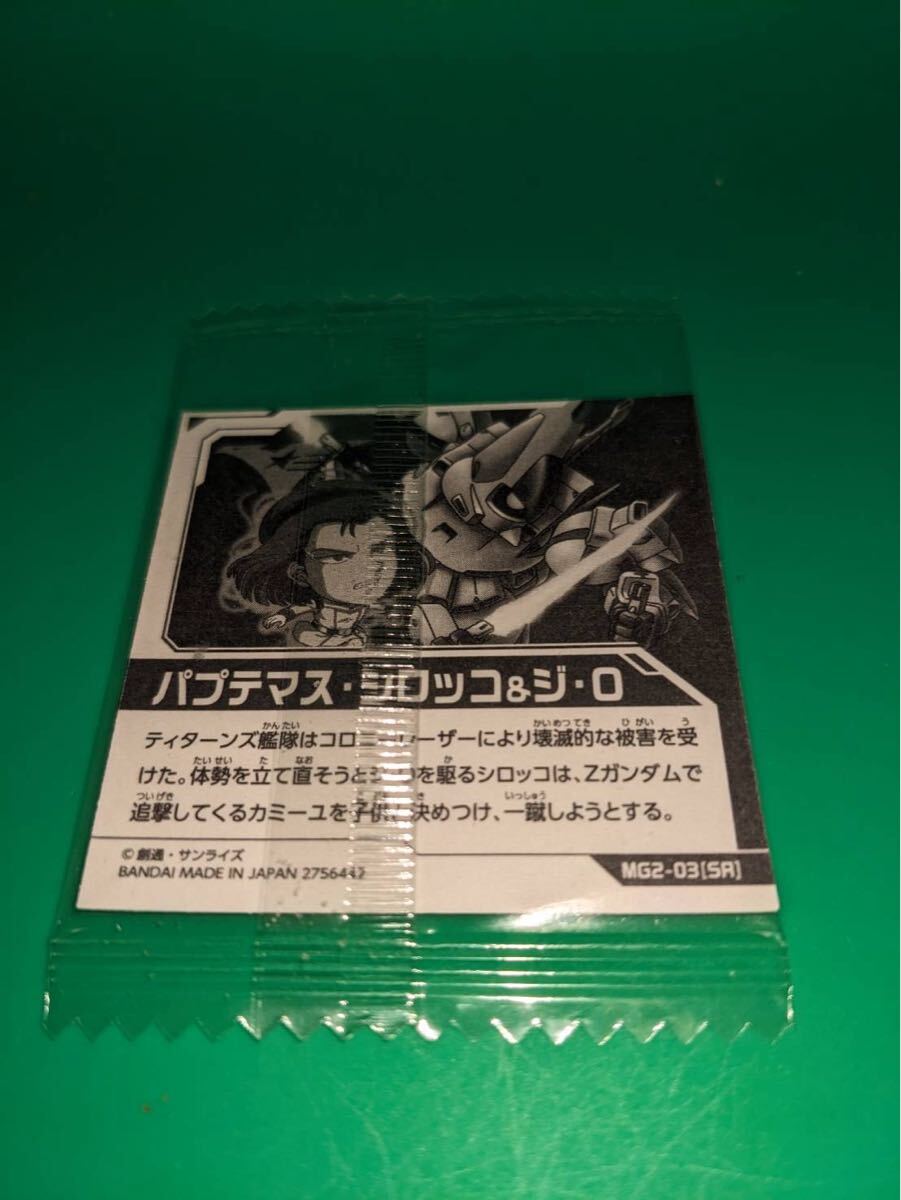 パプテマス・シロッコ&ジ・O
ティターンズ艦隊はコロニーレーザーにより壊滅的な被害を受
けた。体勢を立て直そうとジ・Oを駆るシロッコは、Zガンダムで
追撃してくるカミーユを子供と決めつけ、一蹴しようとする。
© 創通・サンライズ
BANDAI MADE IN JAPAN 2756442
MG2-03[SR]